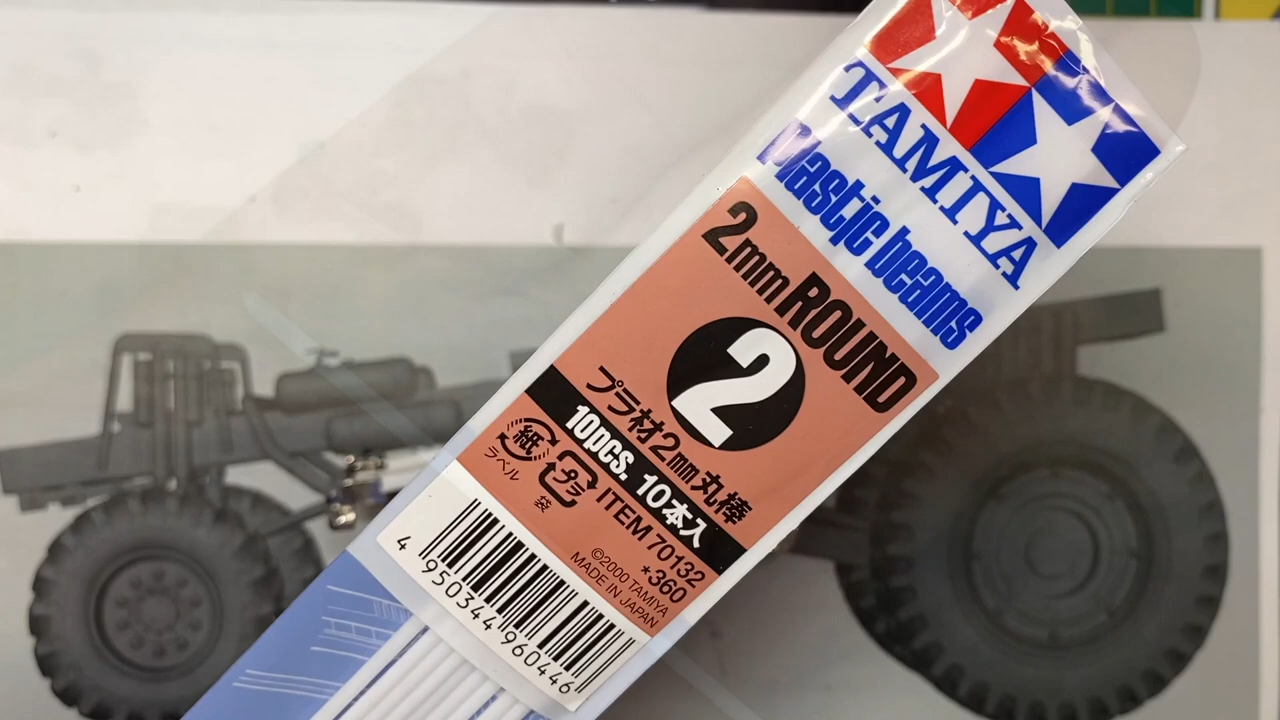 TAMIYA
Plastic beams
2mm ROUND
2
プラ材2mm丸棒
10pcs. 10本入
紙
ラベル
プラ
袋
ITEM 70132
*360
©2000 TAMIYA
MADE IN JAPAN
4 950344 960446